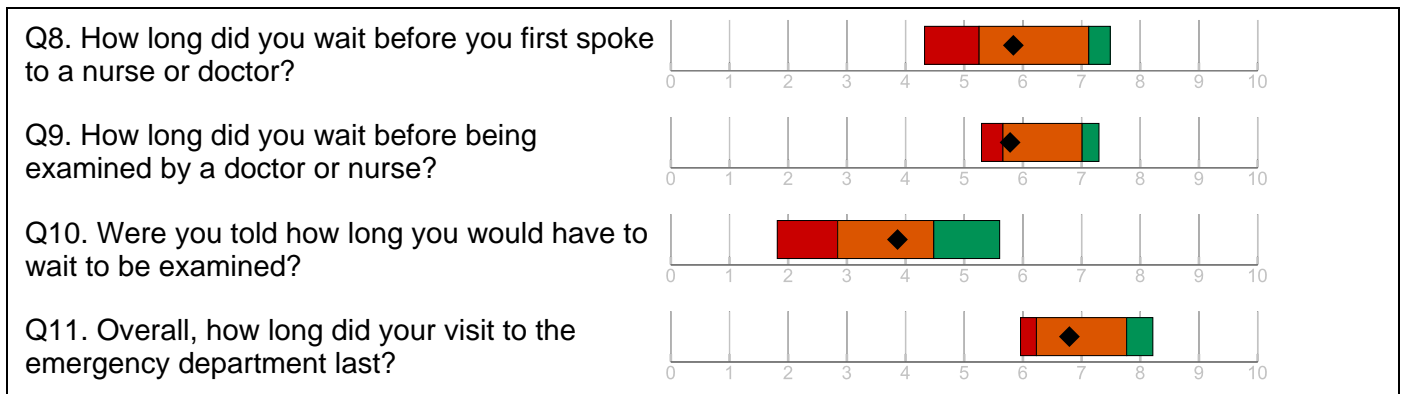 Q8. How long did you wait before you first spoke
to a nurse or doctor?
0 1 2 3 4 5 6 7 8 9 10
Q9. How long did you wait before being
examined by a doctor or nurse?
0 1 2 3 4 5 6 7 8 9 10
Q10. Were you told how long you would have to
wait to be examined?
0 1 2 3 4 5 6 7 8 9 10
Q11. Overall, how long did your visit to the
emergency department last?
0 1 2 3 4 5 6 7 8 9 10